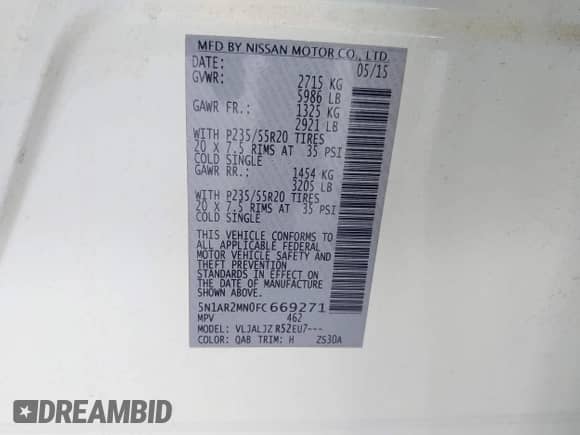 MFD BY NISSAN MOTOR CO., LTD.
DATE: 05/15
GVWR: 2715 KG
5986 LB
GAWR FR.: 1325 KG
2921 LB
WITH P235/55R20 TIRES
20 X 7.5 RIMS AT 35 PSI
COLD SINGLE
GAWR RR.: 1454 KG
3205 LB
WITH P235/55R20 TIRES
20 X 7.5 RIMS AT 35 PSI
COLD SINGLE
THIS VEHICLE CONFORMS TO
ALL APPLICABLE FEDERAL
MOTOR VEHICLE SAFETY AND
THEFT PREVENTION
STANDARDS IN EFFECT ON
THE DATE OF MANUFACTURE
SHOWN ABOVE.
5N1AR2MN0FC669271
MPV 462
MODEL: VLJALJZ R52EU7---
COLOR: QAB TRIM: H ZS30A
DREAMBID